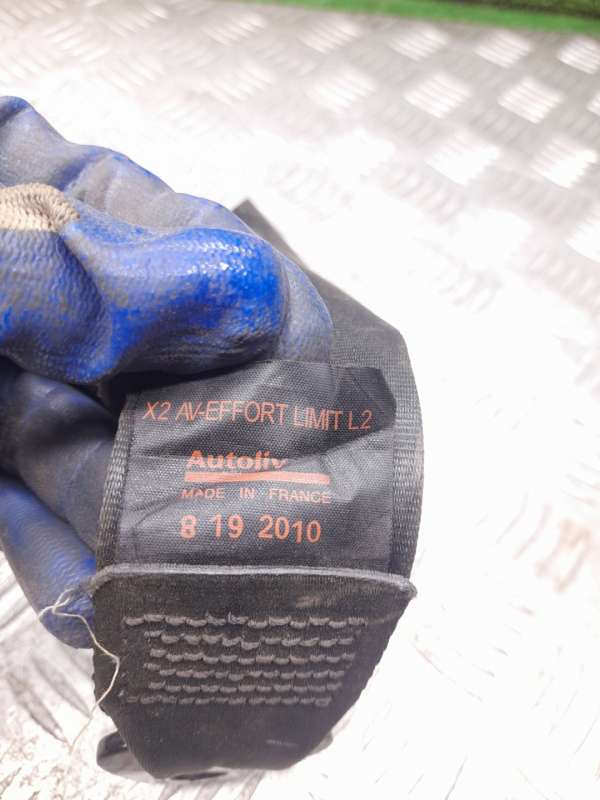 X2 AV-EFFORT LIMIT L2
Autoliv
MADE IN FRANCE
8 19 2010